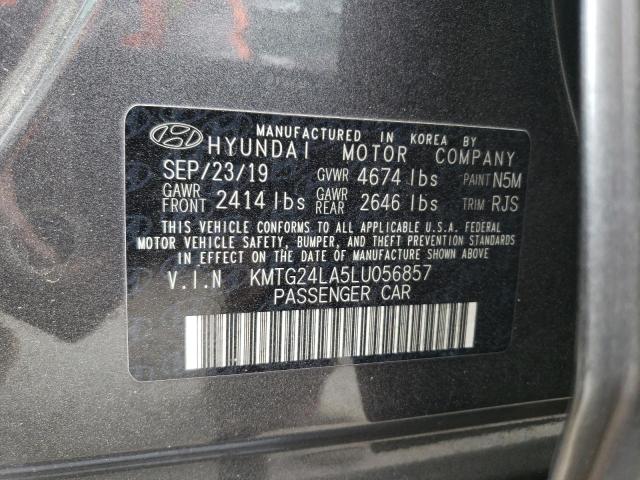 MANUFACTURED IN KOREA BY
HYUNDAI MOTOR COMPANY
SEP/23/19 GVWR 4674 lbs PAINT N5M
GAWR FRONT 2414 lbs GAWR REAR 2646 lbs TRIM RJS
THIS VEHICLE CONFORMS TO ALL APPLICABLE U.S.A. FEDERAL
MOTOR VEHICLE SAFETY, BUMPER, AND THEFT PREVENTION STANDARDS
IN EFFECT ON THE DATE OF MANUFACTURE SHOWN ABOVE.
V.I.N KMTG24LA5LU056857
PASSENGER CAR